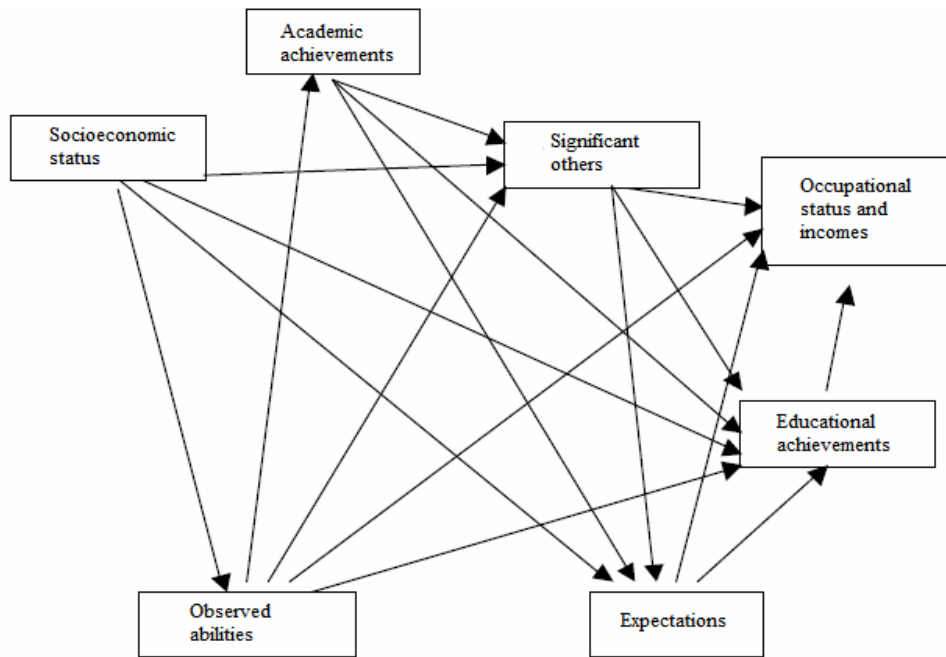 Academic
achievements
Socioeconomic
status
Significant
others
Occupational
status and
incomes
Educational
achievements
Observed
abilities
Expectations